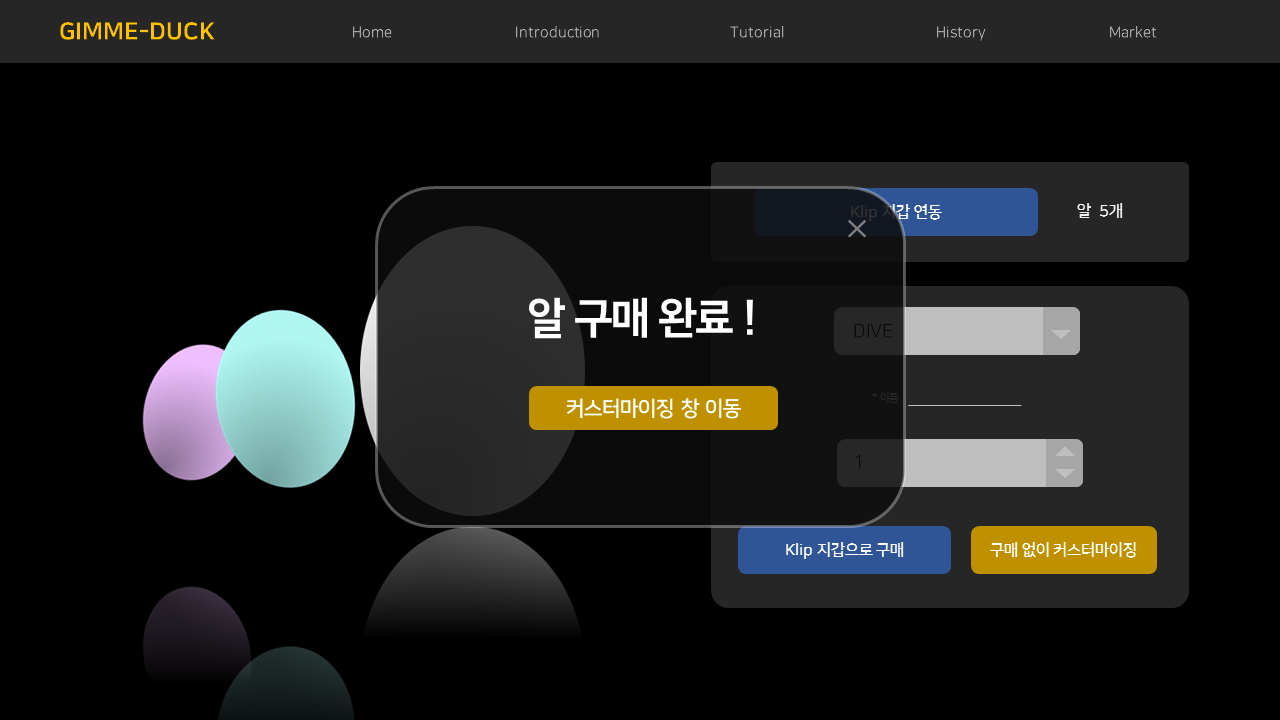 GIMME-DUCK
Home
Introduction
Tutorial
History
Market
Klip 지갑 연동
알 5개
알 구매 완료 !
커스터마이징 창 이동
DIVE
* 이름
1
Klip 지갑으로 구매
구매 없이 커스터마이징